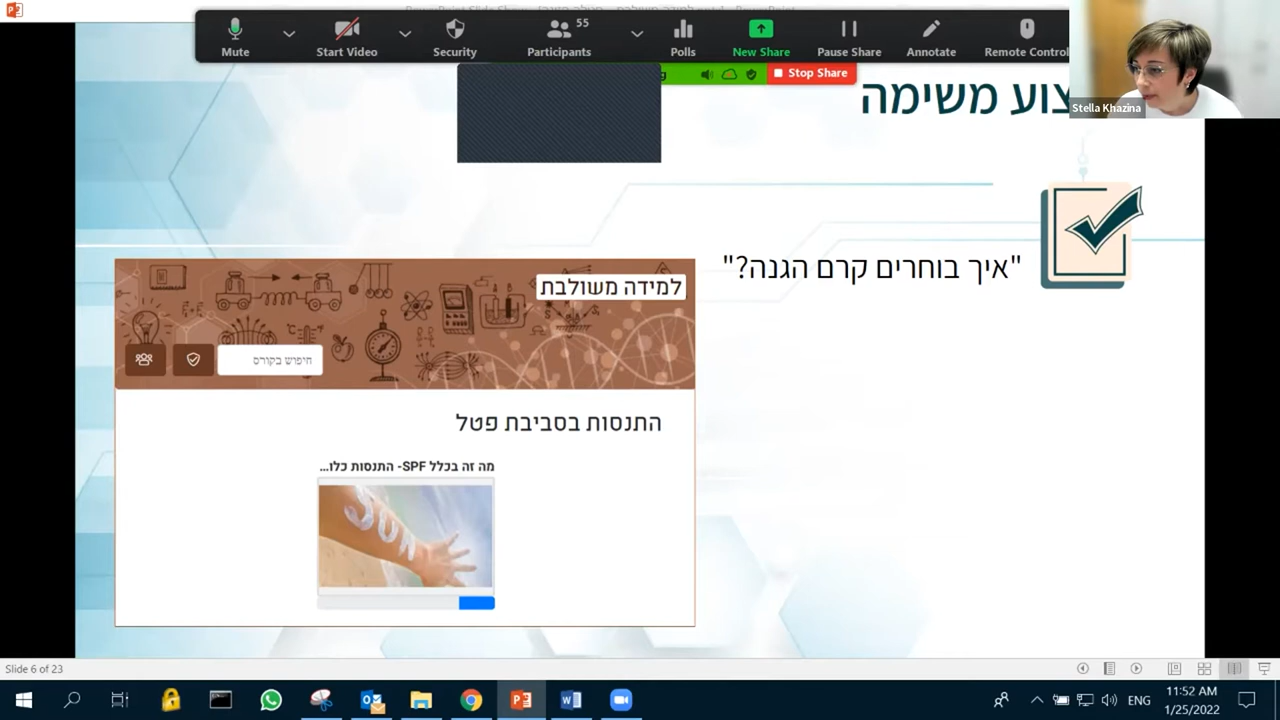 55
Mute
Start Video
Security
Participants
Polls
New Share
Pause Share
Annotate
Remote Control
Stop Share
Stella Khazina
משימה
"איך בוחרים קרם הגנה?"
למידה משולבת
חיפוש בקורס
התנסות בסביבת פטל
מה זה בכלל SPF- התנסות כלו...
SUN
Slide 6 of 23
ENG
11:52 AM
1/25/2022